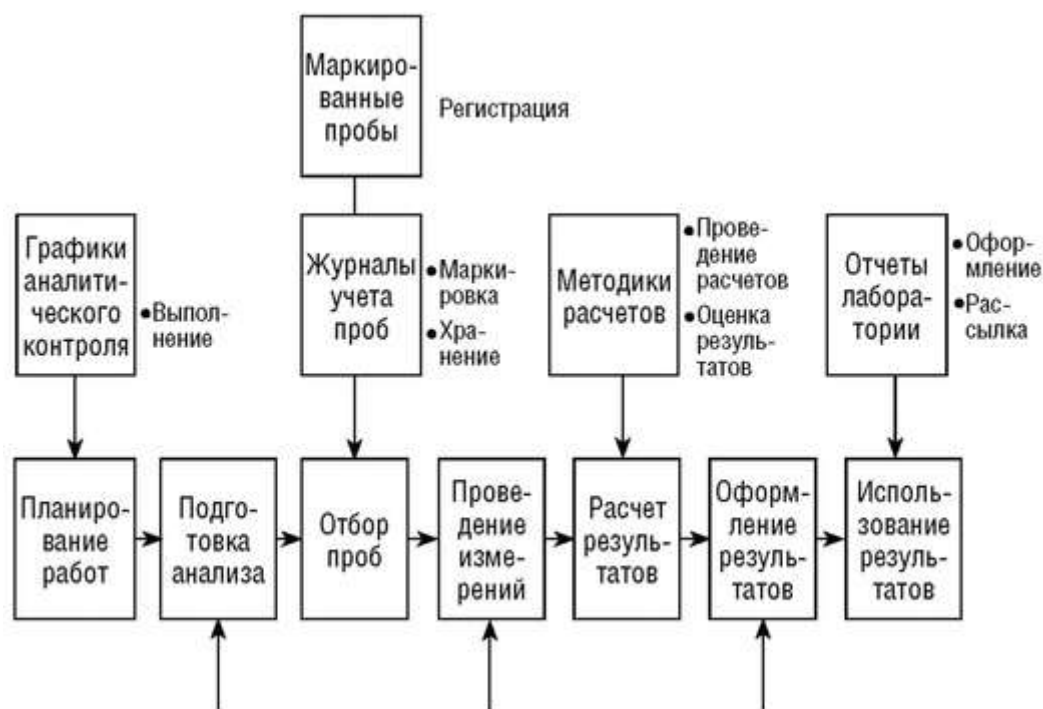 Маркиро-
ванные
пробы
Регистрация
Графики
аналити-
ческого
контроля
•Выпол-
нение
Журналы
учета
проб
•Марки-
ровка
•Хра-
нение
Методики
расчетов
•Прове-
дение
расчетов
•Оценка
резуль-
татов
Отчеты
лабора-
тории
•Офор-
мление
•Рас-
сылка
Планиро-
вание
работ
Подго-
товка
анализа
Отбор
проб
Прове-
дение
изме-
рений
Расчет
резуль-
татов
Оформ-
ление
резуль-
татов
Исполь-
зование
резуль-
татов